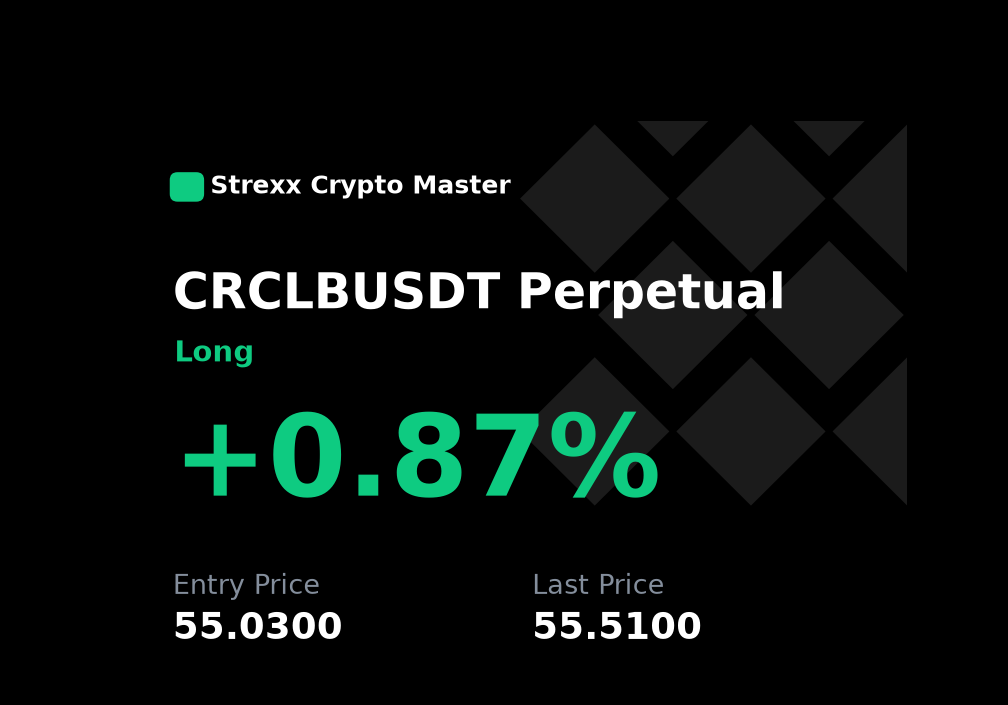 Strexx Crypto Master
CRCLBUSDT Perpetual
Long
+0.87%
Entry Price
Last Price
55.0300
55.5100